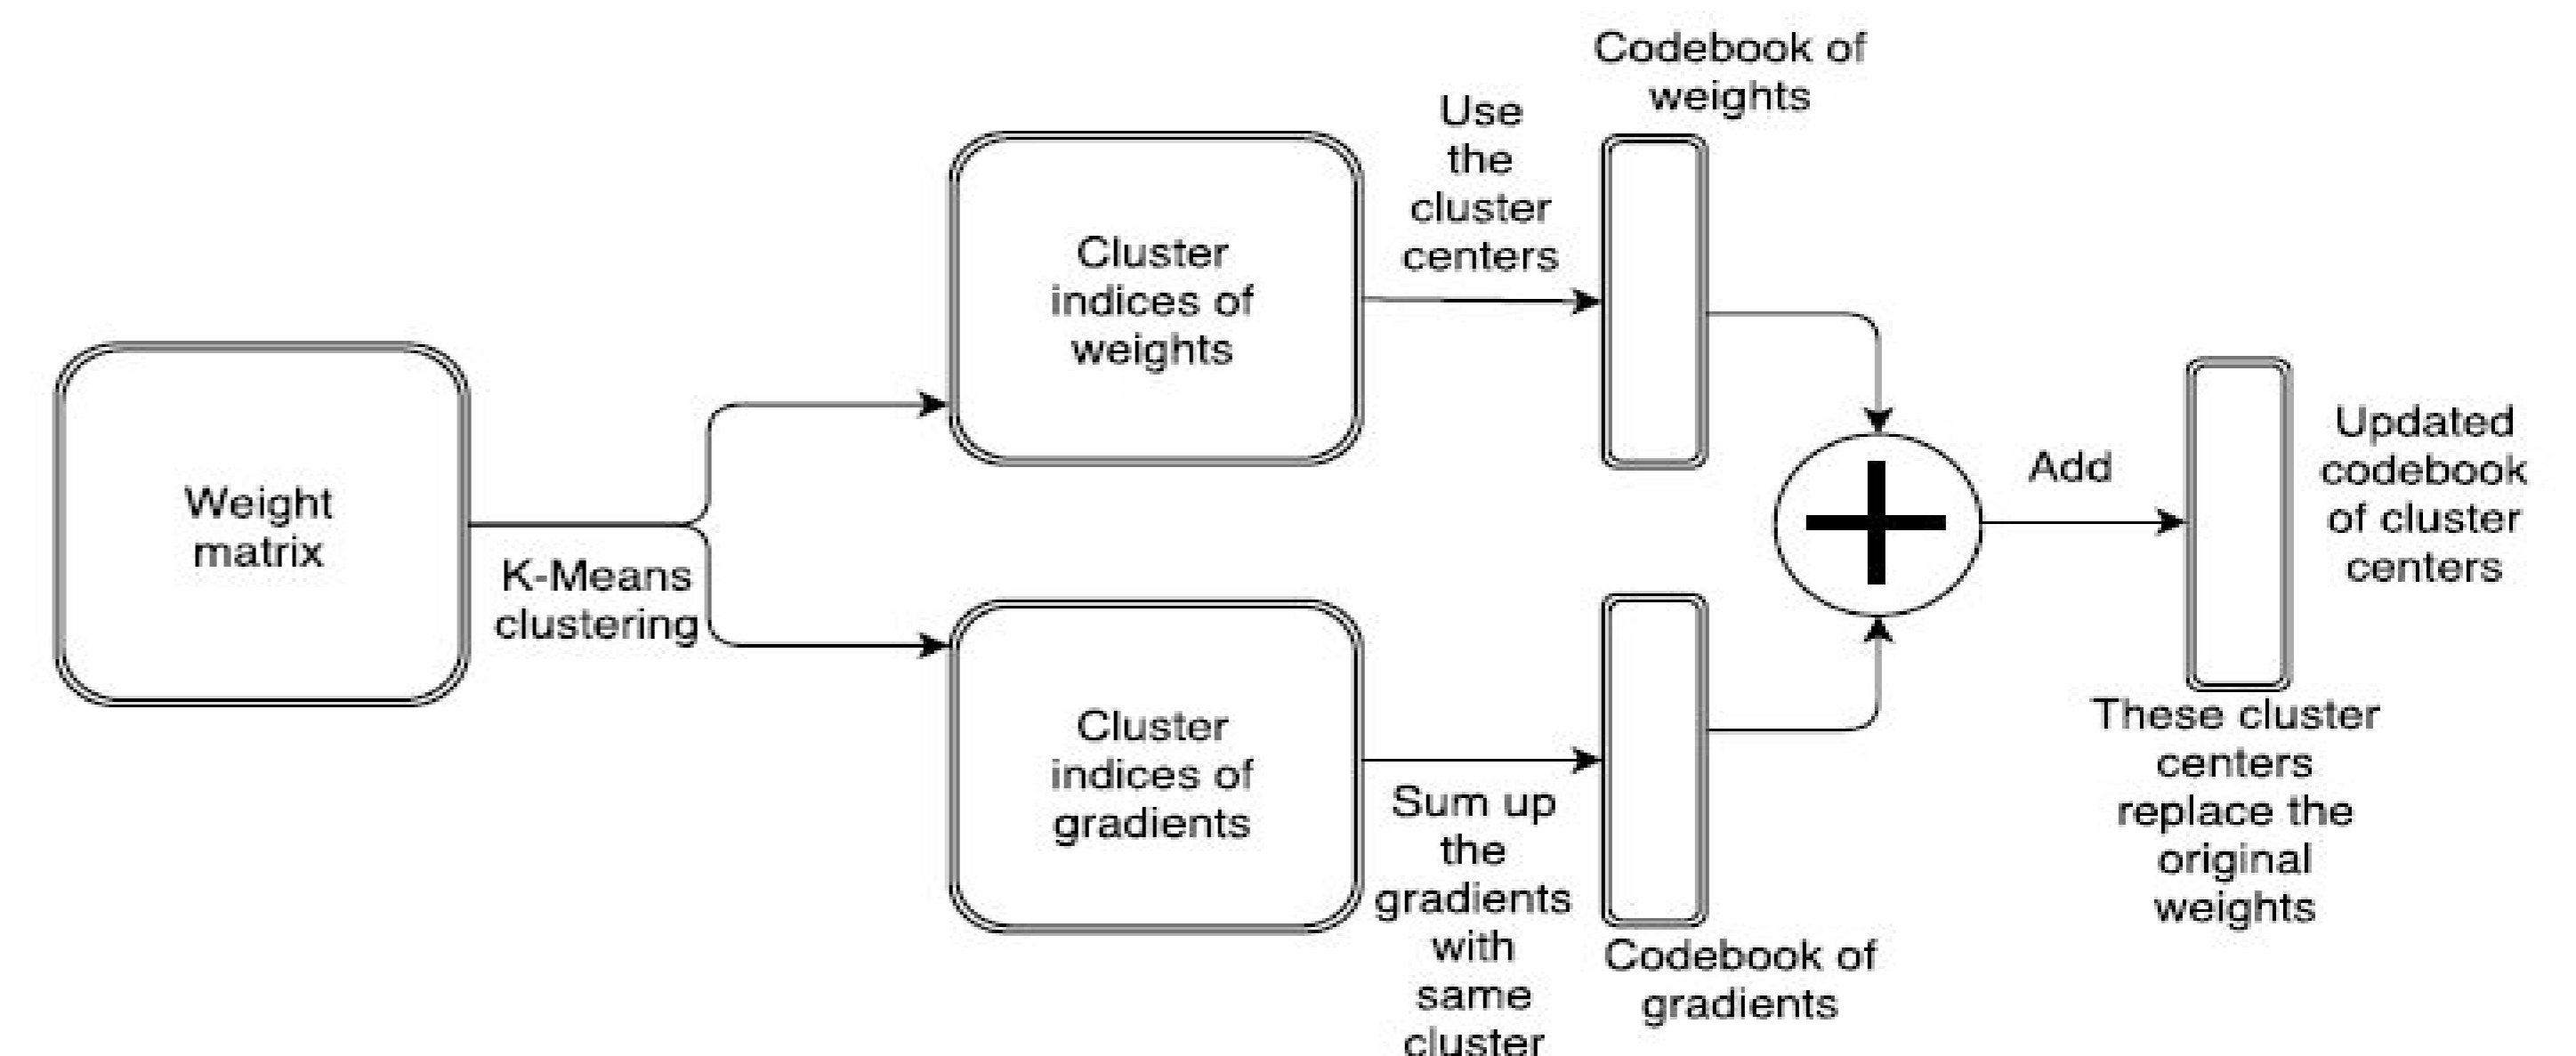 Weight
matrix
K-Means
clustering
Cluster
indices of
weights
Use
the
cluster
centers
Codebook of
weights
Cluster
indices of
gradients
Sum up
the
gradients
with
same
cluster
Codebook of
gradients
Add
Updated
codebook
of cluster
centers
These cluster
centers
replace the
original
weights